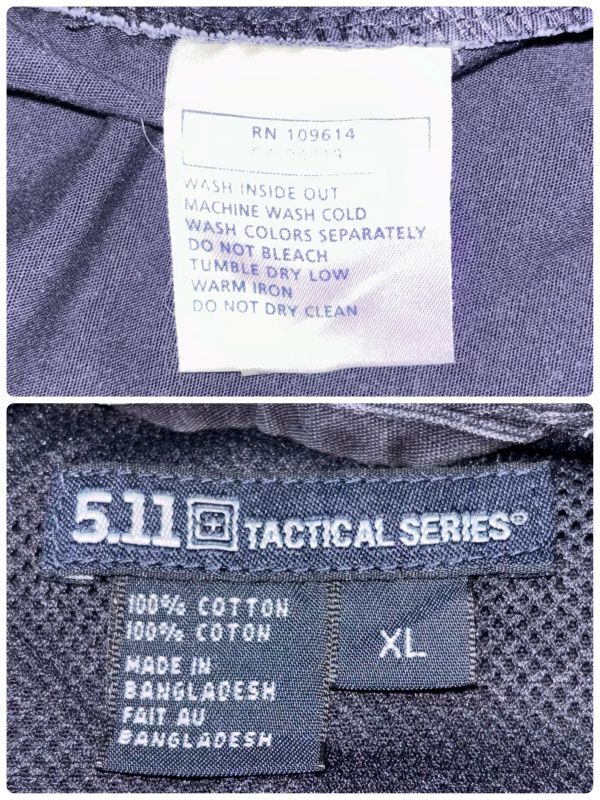 RN 109614
WASH INSIDE OUT
MACHINE WASH COLD
WASH COLORS SEPARATELY
DO NOT BLEACH
TUMBLE DRY LOW
WARM IRON
DO NOT DRY CLEAN
5.11 TACTICAL SERIES®
100% COTTON
100% COTON
MADE IN
BANGLADESH
FAIT AU
BANGLADESH
XL